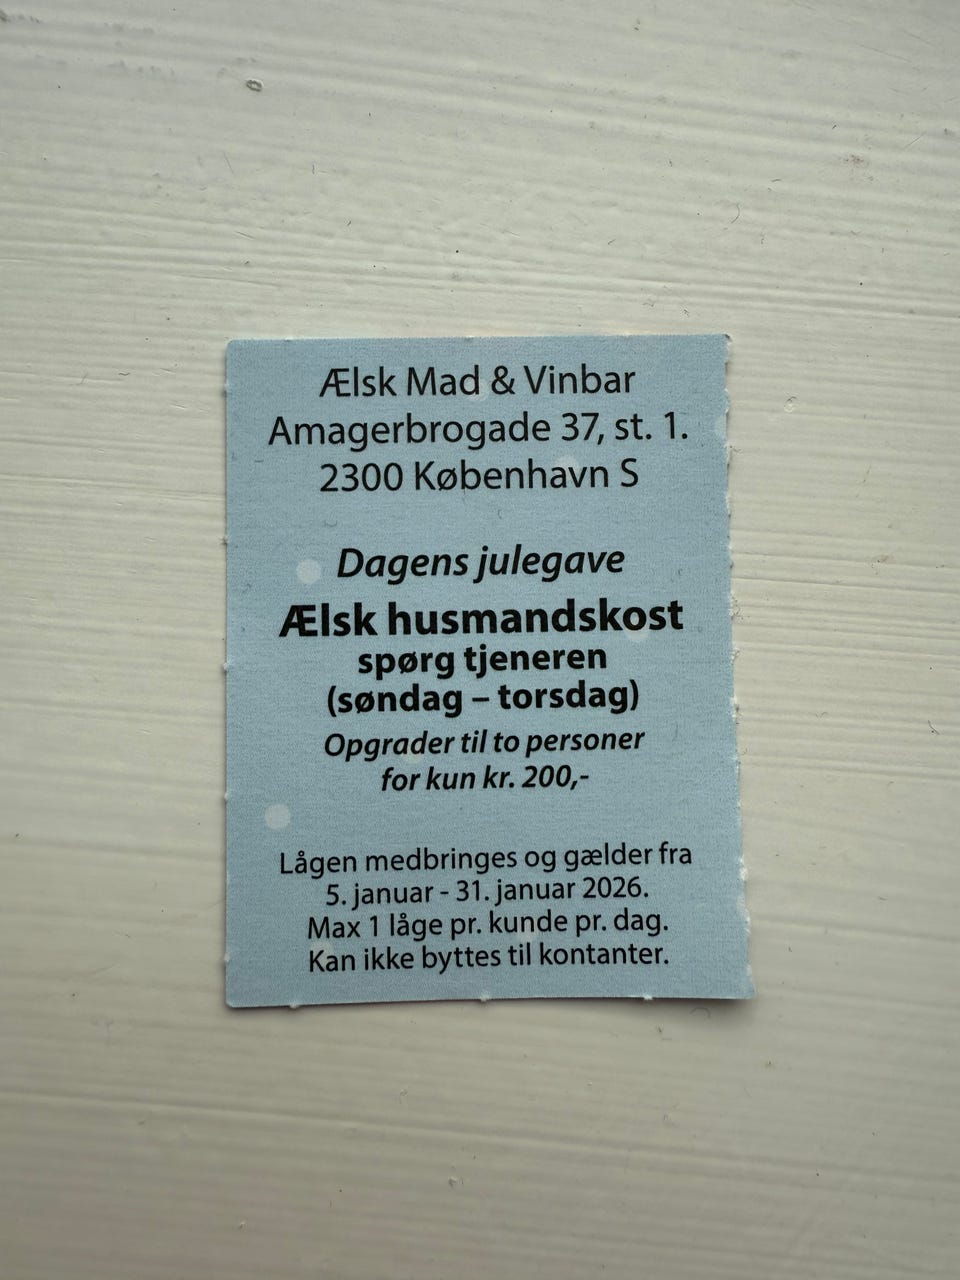 Ælsk Mad & Vinbar
Amagerbrogade 37, st. 1.
2300 København S
Dagens julegave
Ælsk husmandskost
spørg tjeneren
(søndag – torsdag)
Opgrader til to personer
for kun kr. 200,-
Lågen medbringes og gælder fra
5. januar - 31. januar 2026.
Max 1 låge pr. kunde pr. dag.
Kan ikke byttes til kontanter.